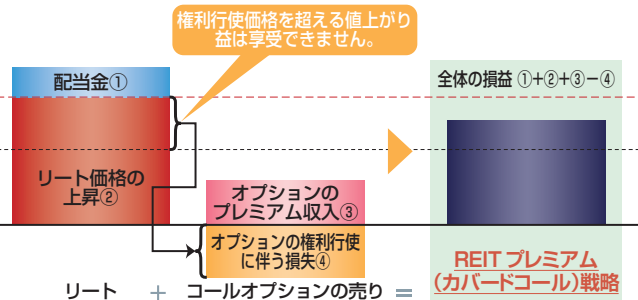 権利行使価格を超える値上がり
益は享受できません。
配当金①
全体の損益 ①+②+③−④
リート価格の
上昇②
オプションの
プレミアム収入③
オプションの権利行使
に伴う損失④
REIT プレミアム
(カバードコール)戦略
リート + コールオプションの売り =